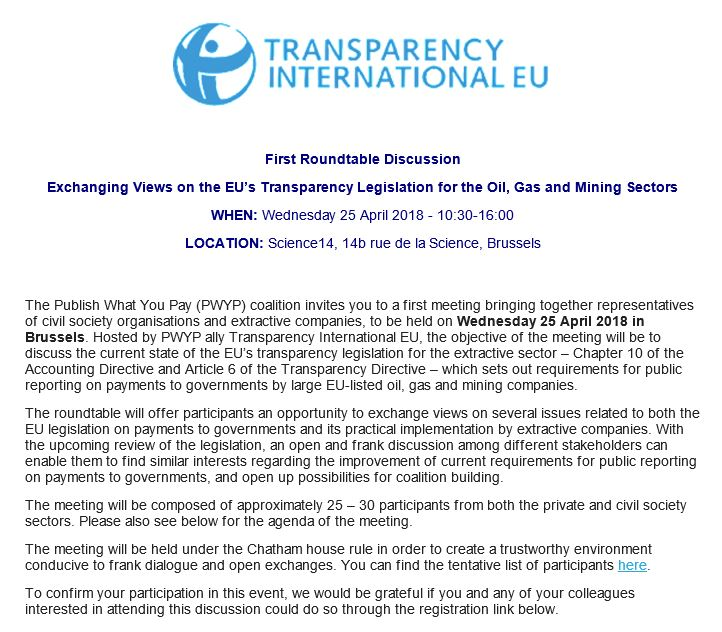 TRANSPARENCY
INTERNATIONAL EU
First Roundtable Discussion
Exchanging Views on the EU’s Transparency Legislation for the Oil, Gas and Mining Sectors
WHEN: Wednesday 25 April 2018 - 10:30-16:00
LOCATION: Science14, 14b rue de la Science, Brussels
The Publish What You Pay (PWYP) coalition invites you to a first meeting bringing together representatives
of civil society organisations and extractive companies, to be held on Wednesday 25 April 2018 in
Brussels. Hosted by PWYP ally Transparency International EU, the objective of the meeting will be to
discuss the current state of the EU’s transparency legislation for the extractive sector – Chapter 10 of the
Accounting Directive and Article 6 of the Transparency Directive – which sets out requirements for public
reporting on payments to governments by large EU-listed oil, gas and mining companies.
The roundtable will offer participants an opportunity to exchange views on several issues related to both the
EU legislation on payments to governments and its practical implementation by extractive companies. With
the upcoming review of the legislation, an open and frank discussion among different stakeholders can
enable them to find similar interests regarding the improvement of current requirements for public reporting
on payments to governments, and open up possibilities for coalition building.
The meeting will be composed of approximately 25 – 30 participants from both the private and civil society
sectors. Please also see below for the agenda of the meeting.
The meeting will be held under the Chatham house rule in order to create a trustworthy environment
conducive to frank dialogue and open exchanges. You can find the tentative list of participants here.
To confirm your participation in this event, we would be grateful if you and any of your colleagues
interested in attending this discussion could do so through the registration link below.